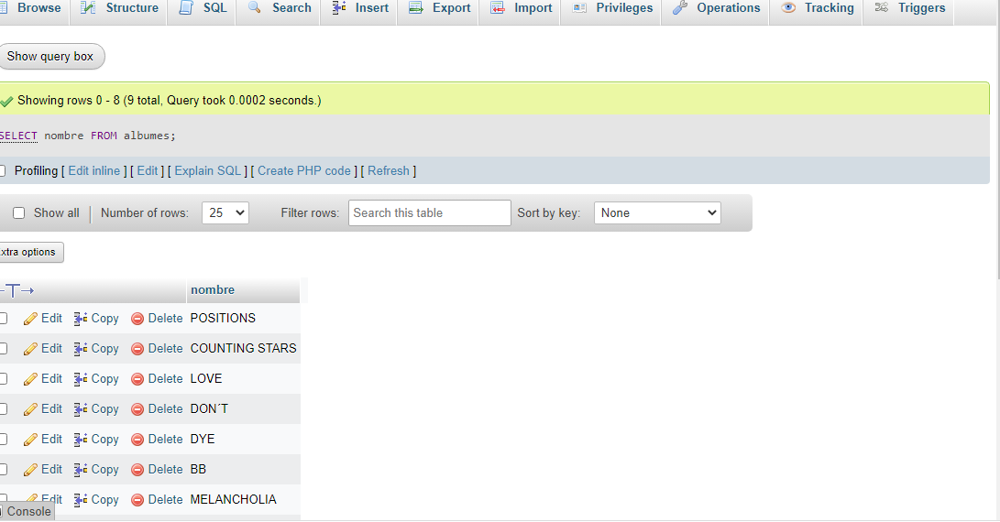 Browse Structure SQL Search Insert Export Import Privileges Operations Tracking Triggers
Show query box
Showing rows 0 - 8 (9 total, Query took 0.0002 seconds.)
SELECT nombre FROM albumes;
Profiling [ Edit inline ] [ Edit ] [ Explain SQL ] [ Create PHP code ] [ Refresh ]
Show all | Number of rows: 25 Filter rows: Search this table Sort by key: None
xtra options
nombre
Edit Copy Delete POSITIONS
Edit Copy Delete COUNTING STARS
Edit Copy Delete LOVE
Edit Copy Delete DON´T
Edit Copy Delete DYE
Edit Copy Delete BB
Edit Copy Delete MELANCHOLIA
Console